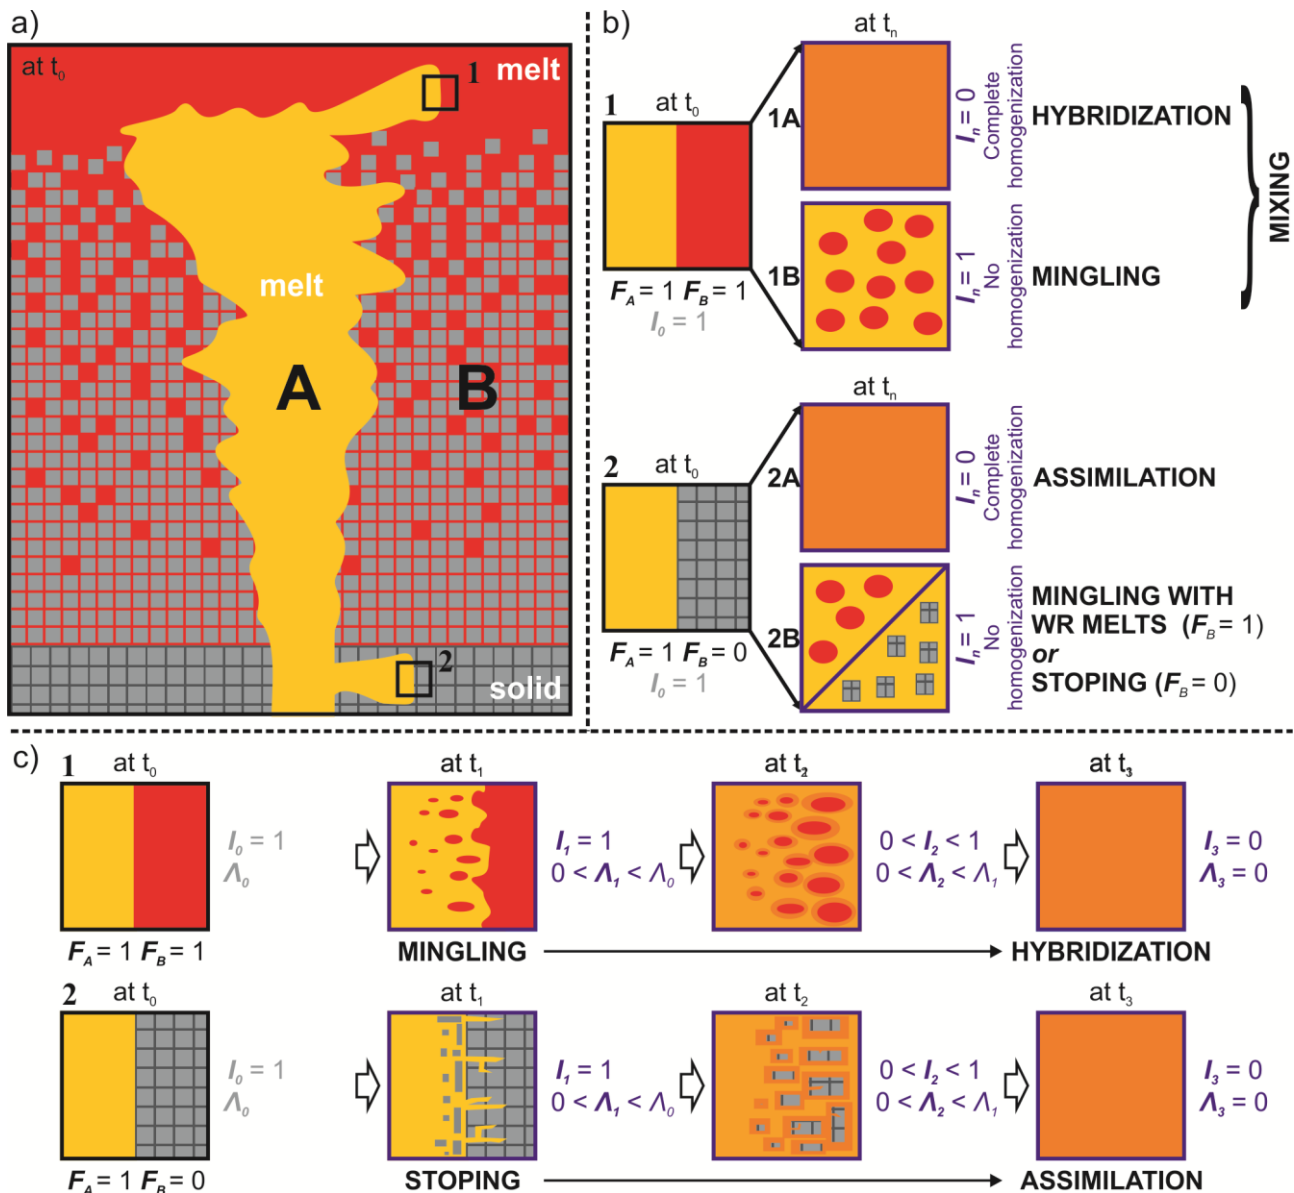 a)
at t0
melt
1
melt
A
B
2
solid
b)
at tn
1
at t0
1A
In = 0
Complete
homogenization
HYBRIDIZATION
1B
In = 1
No
homogenization
MINGLING
MIXING
FA = 1 FB = 1
I0 = 1
at tn
2
at t0
2A
In = 0
Complete
homogenization
ASSIMILATION
2B
In = 1
No
homogenization
MINGLING WITH
WR MELTS (FB = 1)
or
STOPING (FB = 0)
FA = 1 FB = 0
I0 = 1
c)
1
at t0
at t1
at t2
at t3
I0 = 1
Λ0
I1 = 1
0 < Λ1 < Λ0
0 < I2 < 1
0 < Λ2 < Λ1
I3 = 0
Λ3 = 0
FA = 1 FB = 1
MINGLING
HYBRIDIZATION
2
at t0
at t1
at t2
at t3
I0 = 1
Λ0
I1 = 1
0 < Λ1 < Λ0
0 < I2 < 1
0 < Λ2 < Λ1
I3 = 0
Λ3 = 0
FA = 1 FB = 0
STOPING
ASSIMILATION